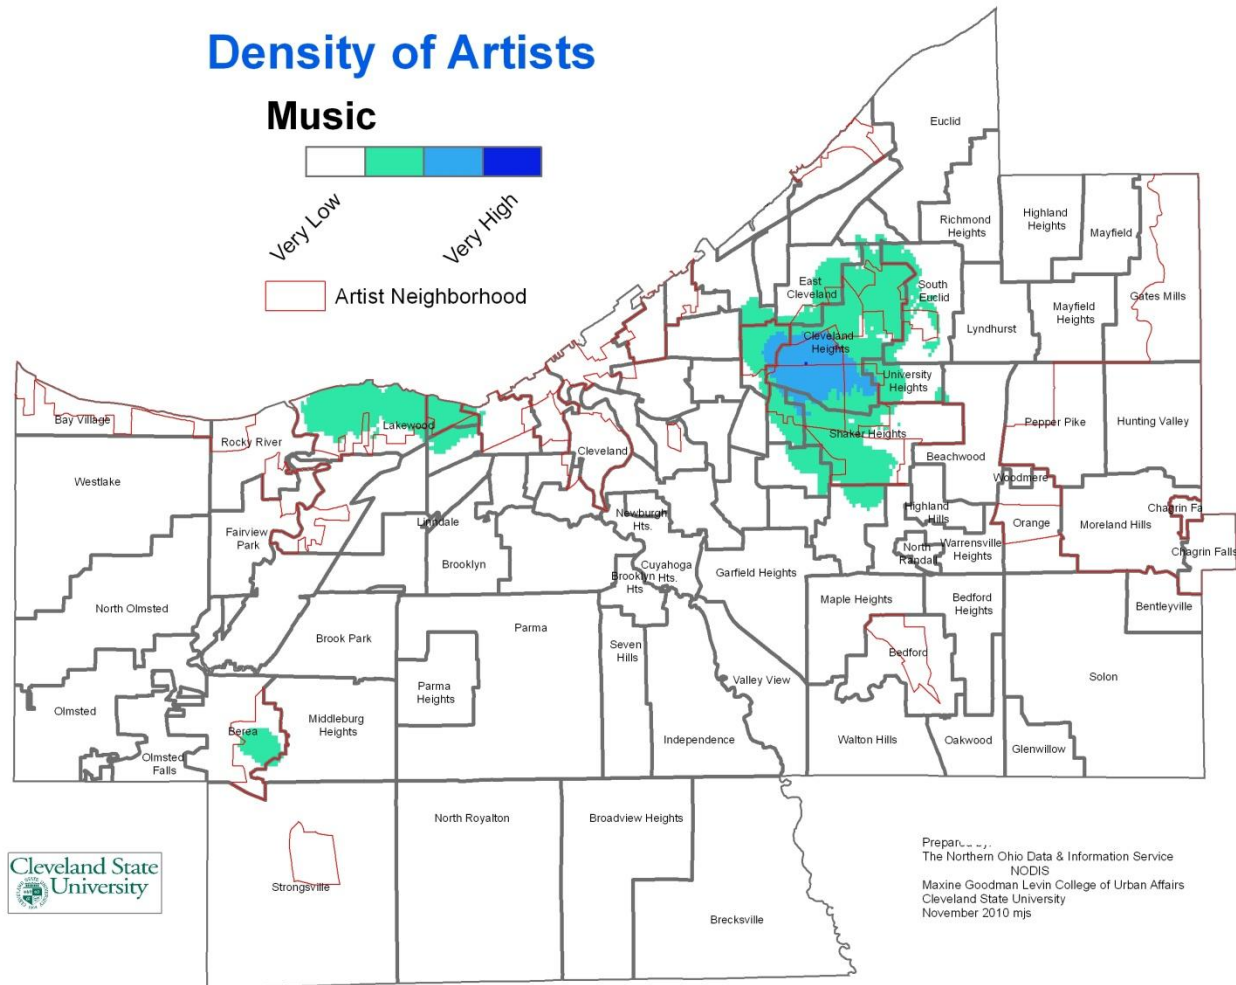 Density of Artists
Music
Very Low
Very High
Artist Neighborhood
Euclid
Richmond
Heights
Highland
Heights
Mayfield
Gates Mills
East
Cleveland
South
Euclid
Lyndhurst
Mayfield
Heights
Cleveland
Heights
University
Heights
Bay Village
Rocky River
Lakewood
Cleveland
Shaker Heights
Beachwood
Pepper Pike
Hunting Valley
Westlake
Woodmere
Fairview
Park
Linndale
Newburgh
Hts.
Highland
Hills
Orange
Moreland Hills
Chagrin Fa
Chagrin Falls
Brooklyn
Brooklyn
Hts
Cuyahoga
Hts.
Garfield Heights
North
Randall
Warrensville
Heights
North Olmsted
Brook Park
Parma
Maple Heights
Bedford
Heights
Bentleyville
Seven
Hills
Bedford
Parma
Heights
Valley View
Solon
Olmsted
Berea
Middleburg
Heights
Independence
Walton Hills
Oakwood
Glenwillow
Olmsted
Falls
North Royalton
Broadview Heights
Strongsville
Brecksville
Cleveland State
University
The Northern Ohio Data & Information Service
NODIS
Maxine Goodman Levin College of Urban Affairs
Cleveland State University
November 2010 mjs